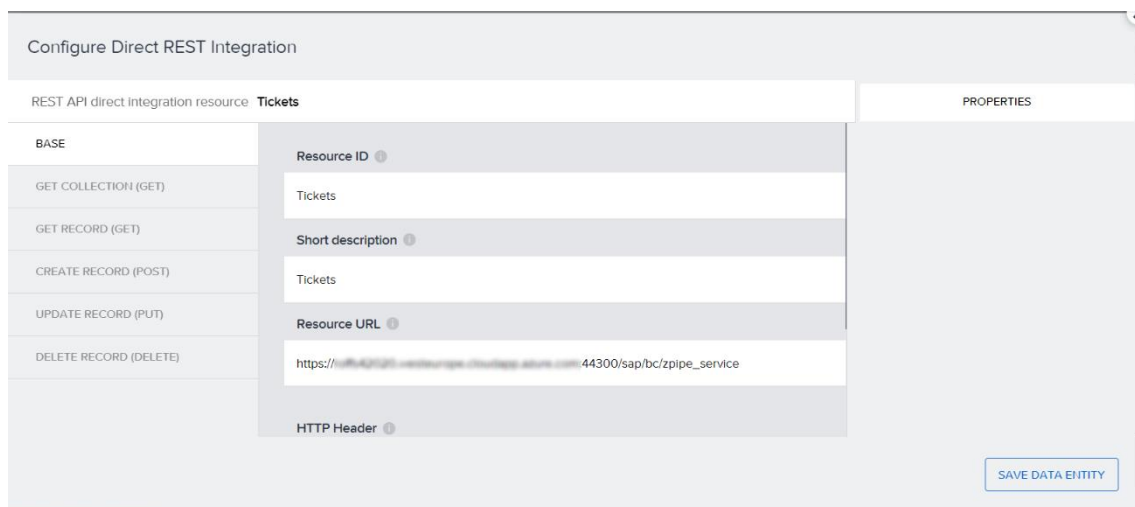 Configure Direct REST Integration
REST API direct integration resource Tickets
PROPERTIES
BASE
GET COLLECTION (GET)
GET RECORD (GET)
CREATE RECORD (POST)
UPDATE RECORD (PUT)
DELETE RECORD (DELETE)
Resource ID
Tickets
Short description
Tickets
Resource URL
https:// :44300/sap/bc/zpipe_service
HTTP Header
SAVE DATA ENTITY